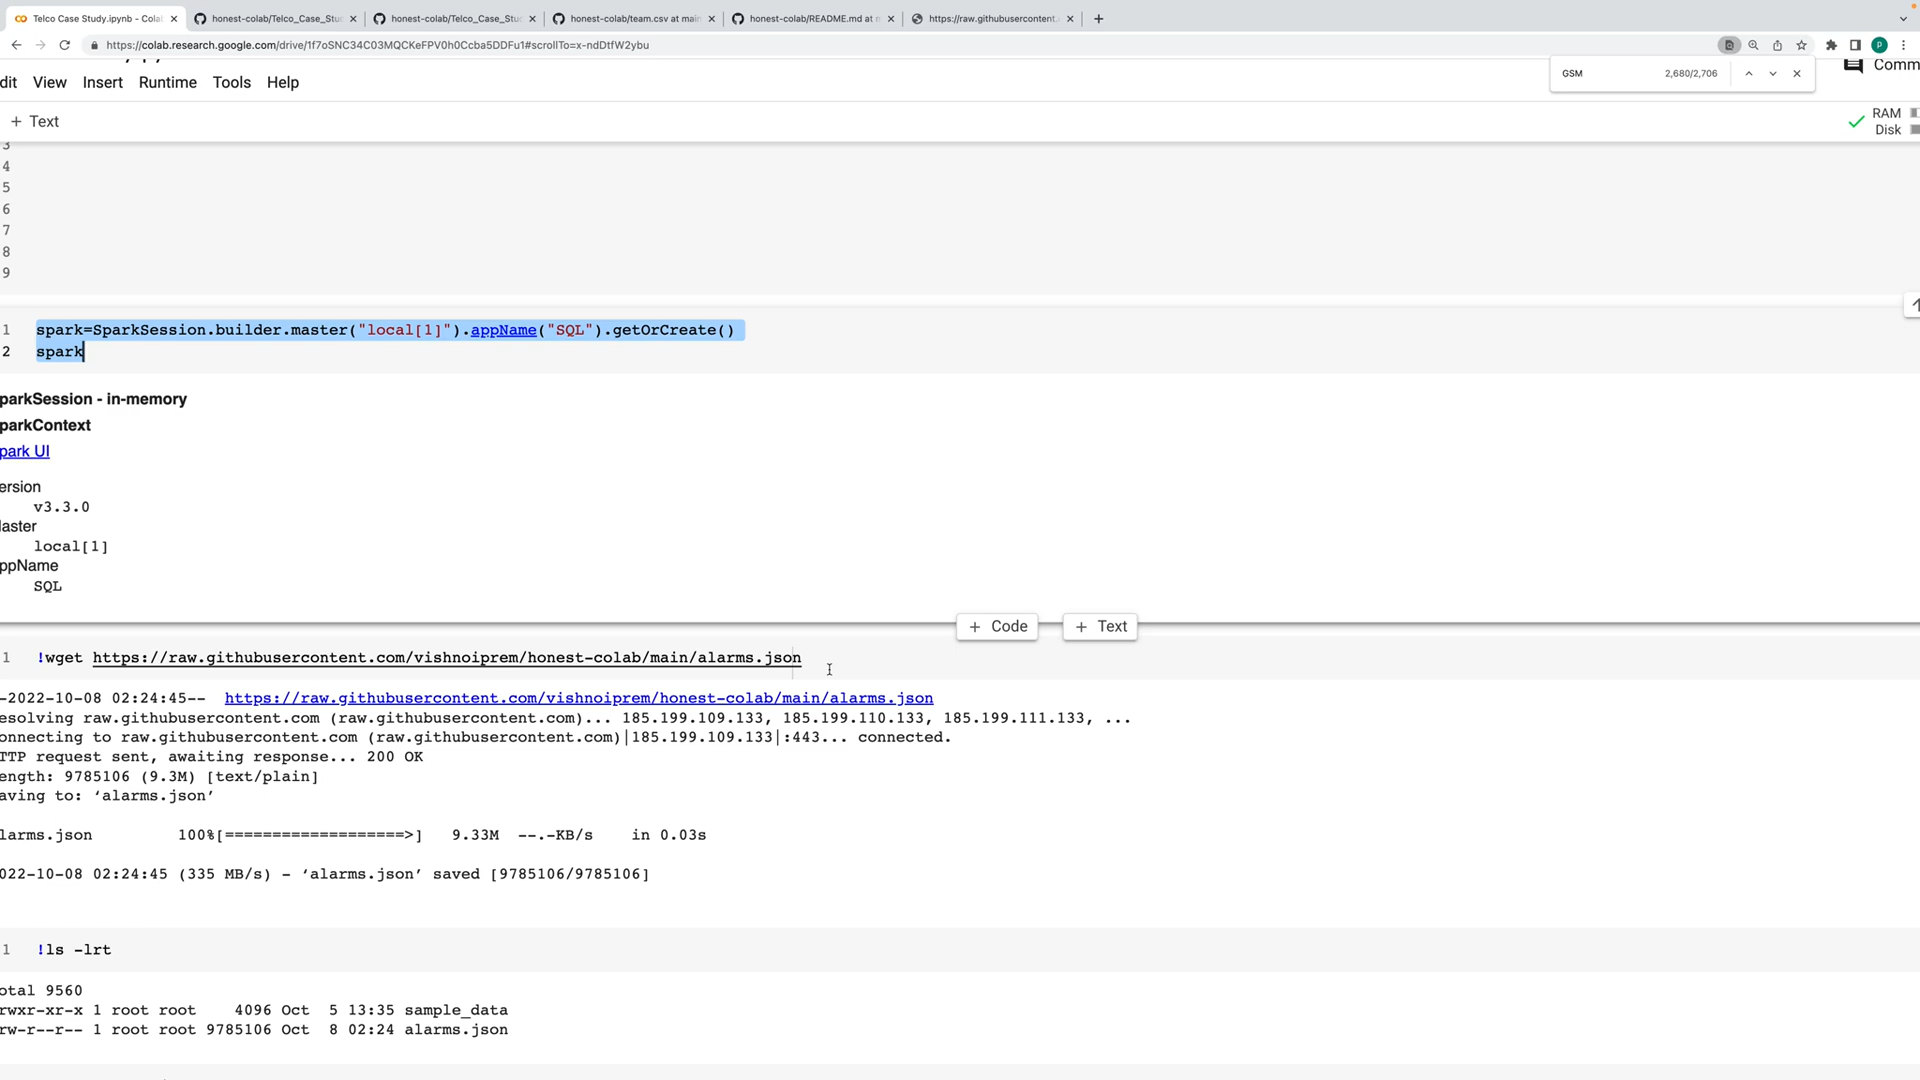 Telco Case Study.ipynb - Cola
honest-colab/Telco_Case_Stu
honest-colab/Telco_Case_Stu
honest-colab/team.csv at main
honest-colab/README.md at m
https://raw.githubusercontent.
https://colab.research.google.com/drive/1f7oSNC34C03MQCKeFPV0h0Ccba5DDFu1#scrollTo=x-ndDtfW2ybu
GSM 2,680/2,706
Comm
dit View Insert Runtime Tools Help
+ Text
RAM
Disk
3
4
5
6
7
8
9
1 spark=SparkSession.builder.master("local[1]").appName("SQL").getOrCreate()
2 spark
parkSession - in-memory
parkContext
park UI
ersion
v3.3.0
laster
local[1]
ppName
SQL
+ Code + Text
1 !wget https://raw.githubusercontent.com/vishnoiprem/honest-colab/main/alarms.json
-2022-10-08 02:24:45-- https://raw.githubusercontent.com/vishnoiprem/honest-colab/main/alarms.json
esolving raw.githubusercontent.com (raw.githubusercontent.com)... 185.199.109.133, 185.199.110.133, 185.199.111.133, ...
onnecting to raw.githubusercontent.com (raw.githubusercontent.com)|185.199.109.133|:443... connected.
TTP request sent, awaiting response... 200 OK
ength: 9785106 (9.3M) [text/plain]
aving to: ‘alarms.json’
larms.json 100%[===================>] 9.33M --.-KB/s in 0.03s
022-10-08 02:24:45 (335 MB/s) - ‘alarms.json’ saved [9785106/9785106]
1 !ls -lrt
otal 9560
rwxr-xr-x 1 root root 4096 Oct 5 13:35 sample_data
rw-r--r-- 1 root root 9785106 Oct 8 02:24 alarms.json